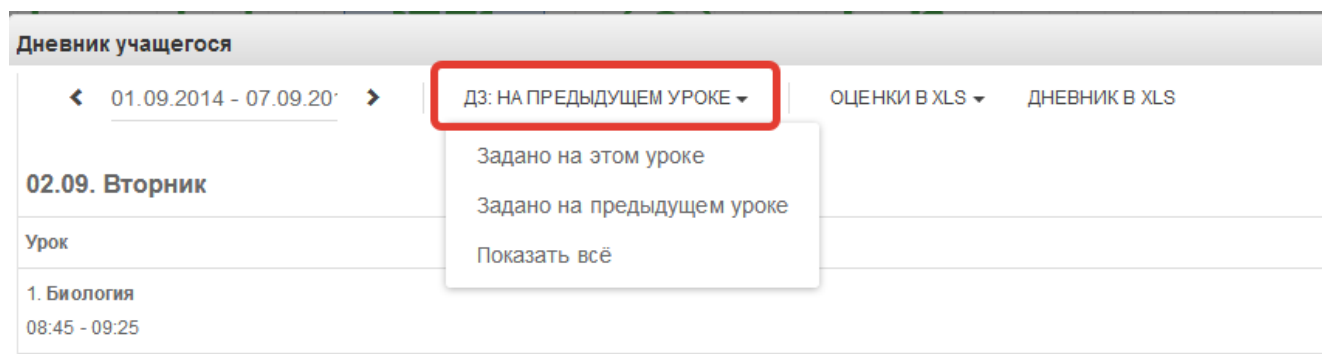 Дневник учащегося
01.09.2014 - 07.09.20
ДЗ: НА ПРЕДЫДУЩЕМ УРОКЕ
ОЦЕНКИ В XLS
ДНЕВНИК В XLS
Задано на этом уроке
02.09. Вторник
Задано на предыдущем уроке
Урок
Показать всё
1. Биология
08:45 - 09:25